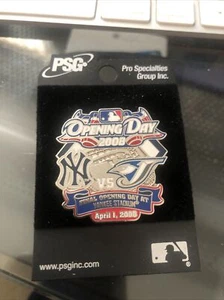 PSG
Pro Specialties
Group Inc.
OPENING DAY
2008
NY
VS
FINAL OPENING DAY AT
YANKEE STADIUM
April 1, 2008
www.psginc.com